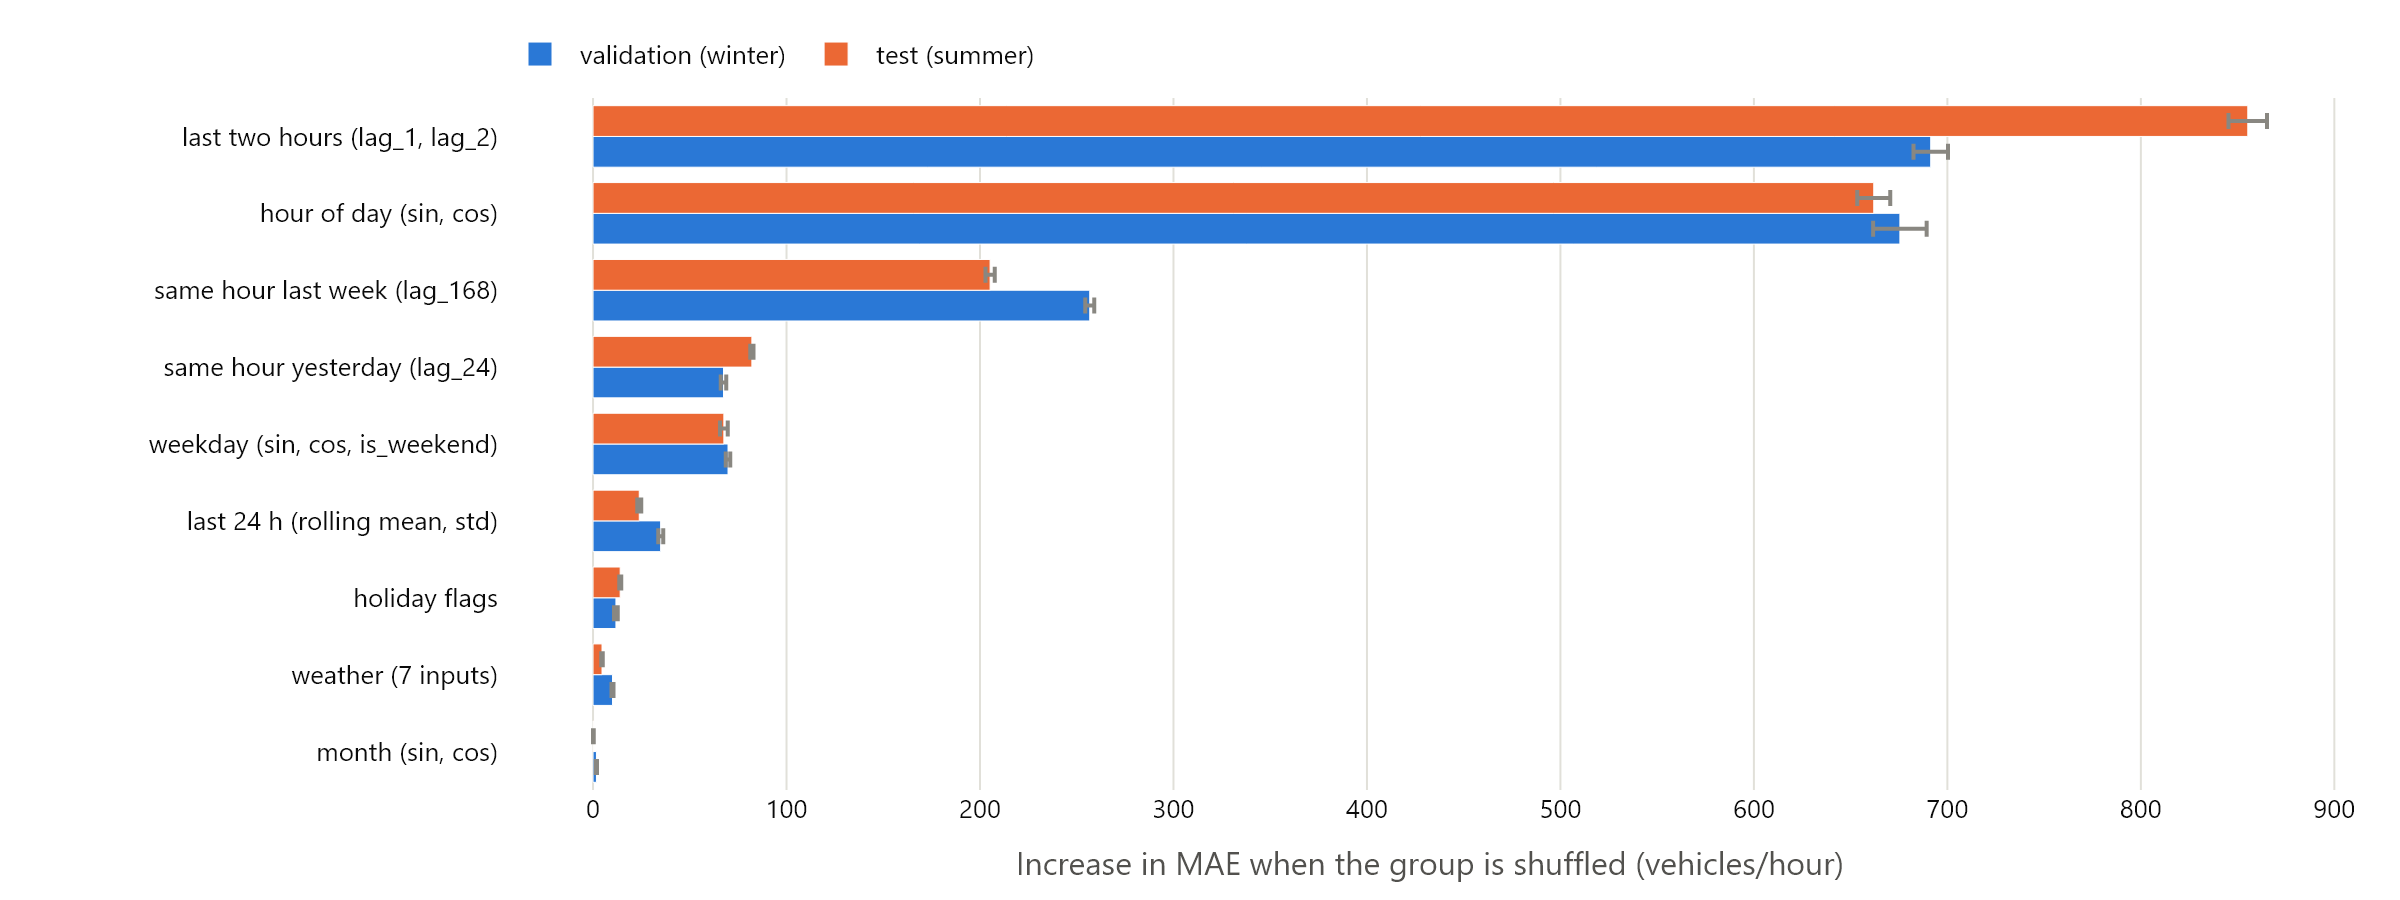 validation (winter) test (summer)
last two hours (lag_1, lag_2)
hour of day (sin, cos)
same hour last week (lag_168)
same hour yesterday (lag_24)
weekday (sin, cos, is_weekend)
last 24 h (rolling mean, std)
holiday flags
weather (7 inputs)
month (sin, cos)
0 100 200 300 400 500 600 700 800 900
Increase in MAE when the group is shuffled (vehicles/hour)